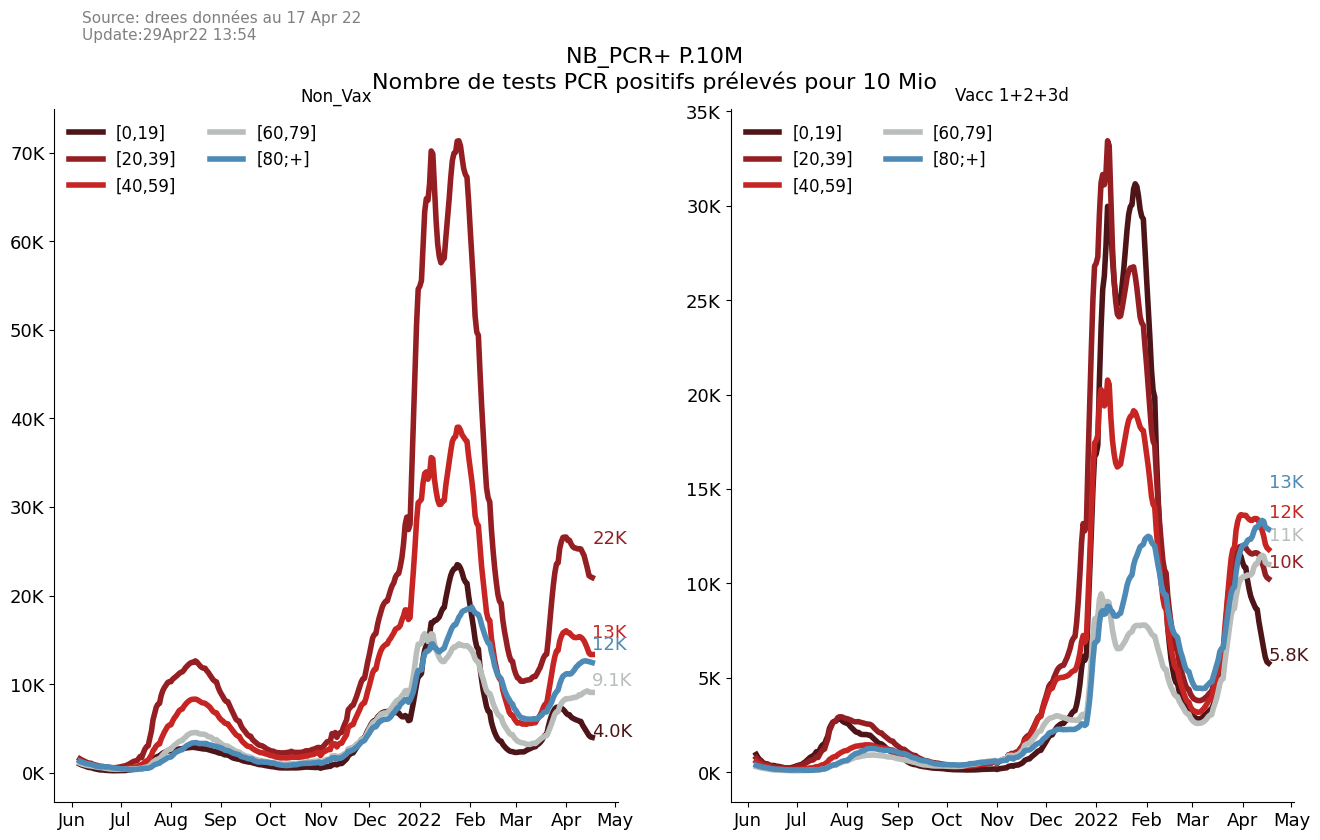 Source: drees données au 17 Apr 22
Update:29Apr22 13:54
NB_PCR+ P.10M
Nombre de tests PCR positifs prélevés pour 10 Mio
Non_Vax
[0,19]
[20,39]
[40,59]
[60,79]
[80;+]
70K
60K
50K
40K
30K
20K
10K
0K
22K
13K
12K
9.1K
4.0K
Jun Jul Aug Sep Oct Nov Dec 2022 Feb Mar Apr May
Vacc 1+2+3d
[0,19]
[20,39]
[40,59]
[60,79]
[80;+]
35K
30K
25K
20K
15K
10K
5K
0K
13K
12K
11K
10K
5.8K
Jun Jul Aug Sep Oct Nov Dec 2022 Feb Mar Apr May